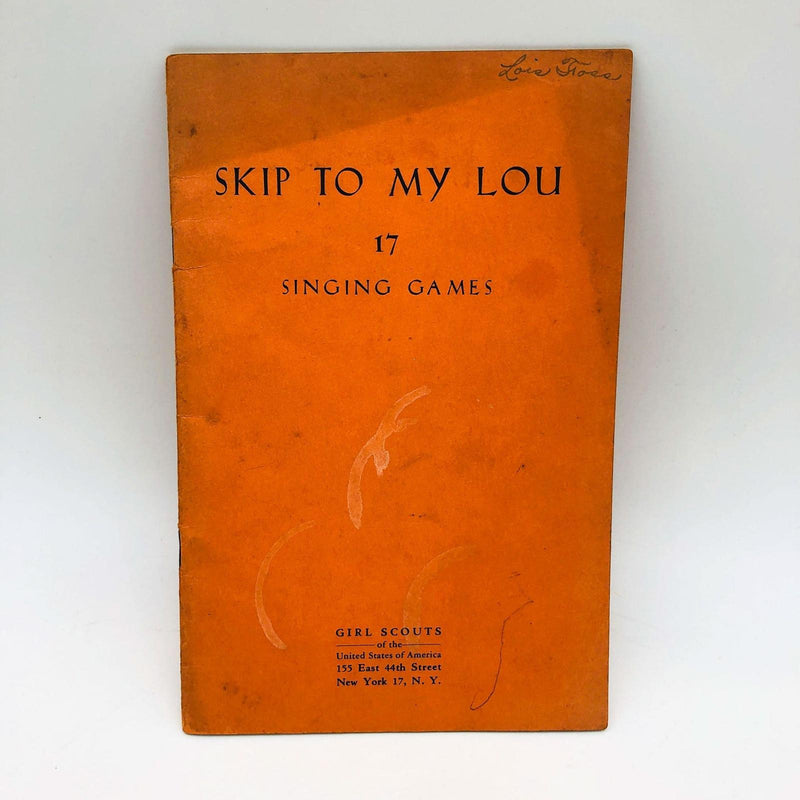 Lois Foss
SKIP TO MY LOU
17
SINGING GAMES
GIRL SCOUTS
of the
United States of America
155 East 44th Street
New York 17, N. Y.